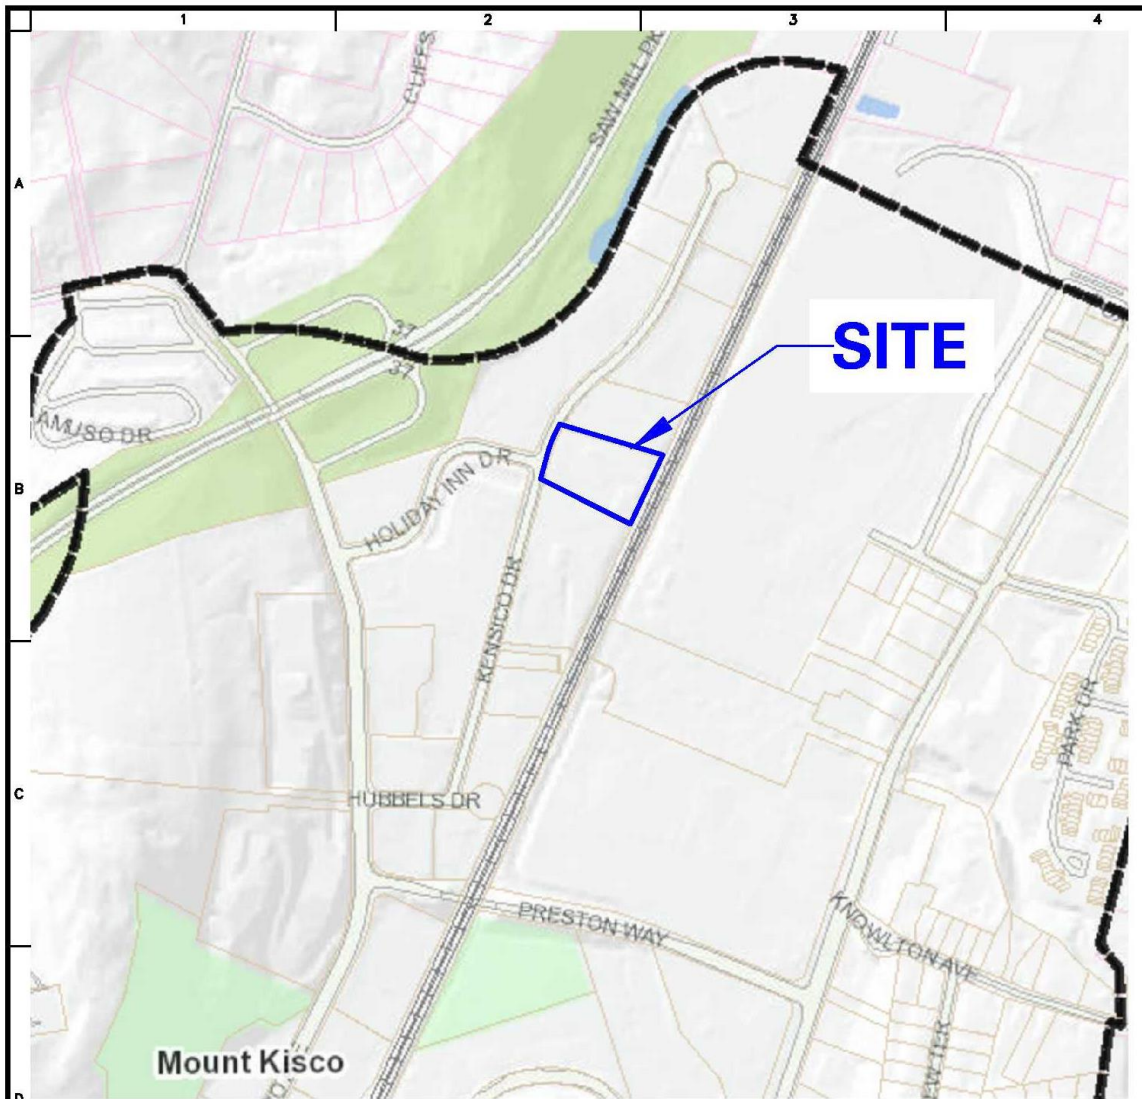 1 2 3 4
CLIFFS
SAW MILL PK
A
SITE
37
37
AMUSO DR
B
HOLIDAY INN DR
KENSICO DR
PARK DR
C
HUBBELS DR
PRESTON WAY
KNOWLTON AVE
Mount Kisco
D